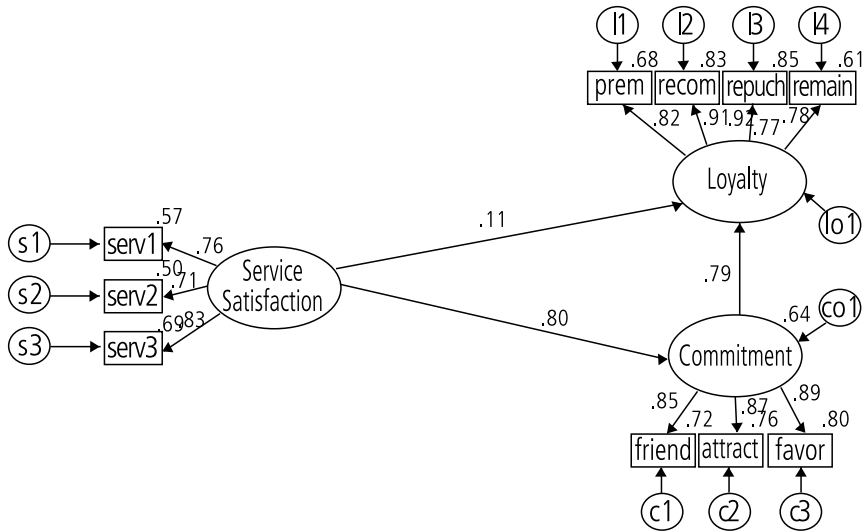 l1 l2 l3 l4
.68 .83 .85 .61
prem recom repuch remain
.82 .91 .92 .77 .78
Loyalty
lo1
.11
.57
s1 serv1 .76
.50
s2 serv2 .71
.69 .83
s3 serv3
Service
Satisfaction
.79
.80
.64 co1
Commitment
.85 .87 .89
.72 .76 .80
friend attract favor
c1 c2 c3